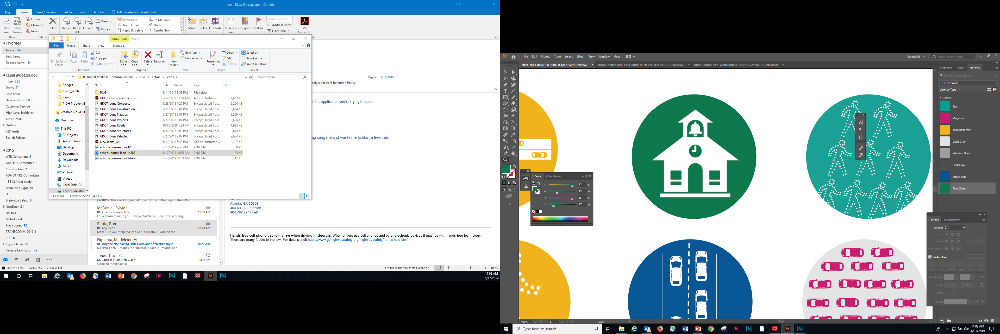 Inbox - KLear@dot.ga.gov - Outlook
File Home Send / Receive Folder View Acrobat Tell me what you want to do...
New Email
New Items
Ignore
Clean Up
Junk
Delete
Reply
Reply All
Forward
Meeting
More
Move to: ?
Team Email
Reply & Delete
To Manager
Done
Create New
Move
Rules
OneNote
Unread/ Read
Categorize
Follow Up
Search People
Address Book
Filter Email
My Account
New
Delete
Favorites
Inbox 336
Sent Items
Deleted Items 10
KLear@dot.ga.gov
Inbox 336
Drafts [2]
Sent Items
Deleted Items 10
Customer Service
High Level Incidents
Junk E-Mail
Outbox
RSS Feeds
Search Folders
2015
WEB Consultant 2
AASHTO Committee
Construction 2
ADA 60_TRB Committee
I-85 Corridor study 1
Madeleine Figueroa
IT
Statewide Safety 6
NextDoor 31
Utilities
MetroQuest
Travis Jones 12
TRANSCOMM_2019 1
PDP 6
Crystal Jarvis 92
Vanessa Levingston 42
Picture Tools Icons
File Home Share View Manage
Pin to Quick access
Copy
Paste
Cut
Copy path
Paste shortcut
Move to
Copy to
Delete
Rename
New folder
New item
Easy access
Properties
Open
Edit
History
Select all
Select none
Invert selection
Clipboard Organize New Open Select
« Digital Media & Communications > OGC > Katina > Icons >
Search Icons
Bridges
Cohn_Wolfe
Icons
PIOH Problem E
Creative Cloud Fil
OneDrive
This PC
3D Objects
Apple iPhone
Desktop
Documents
Downloads
Music
Pictures
Videos
Local Disk (C:)
Communication
Name Date modified Type Size
PNG 6/11/2019 3:53 PM File folder
GDOT Environment Icons 6/12/2019 11:58 AM Adobe Illustrator ... 1,603 KB
GDOT Icons Concepts 9/28/2018 1:20 PM Encapsulated Post... 2,294 KB
GDOT Icons Construction 6/27/2018 2:01 PM Encapsulated Post... 2,624 KB
GDOT Icons Nautical 6/27/2018 2:01 PM Encapsulated Post... 2,599 KB
GDOT Icons Projects 6/27/2018 2:01 PM Encapsulated Post... 2,606 KB
GDOT Icons Roads 10/25/2018 1:34 PM Encapsulated Post... 1,995 KB
GDOT Icons Structures 6/27/2018 2:02 PM Encapsulated Post... 2,644 KB
GDOT Icons Vehicles 6/27/2018 2:02 PM Encapsulated Post... 2,654 KB
New Icons_kel 6/12/2019 5:43 PM Adobe Illustrator ... 2,127 KB
school-house-icon-3[1] 6/17/2019 9:48 AM PNG File 60 KB
school-house-icon-14383 6/17/2019 10:55 AM PNG File 25 KB
school-house-icon-White 6/17/2019 10:59 AM PNG File 12 KB
13 items 1 item selected 24.6 KB
Expires 7/17/2019
pply a different Retention Policy.
on the application you're trying to open.
ognizing me and wants me to start a free trial.
CAUTION: This email originated from outside of the organization. Do
McDaniel, Sylvia L
RE: creative services 6.17 10:30 AM
I asked Ron to assist you. I know Madeleine is on it this morning.
Battle, Ron
RE: any idea? 10:29 AM
Make sure you're signed into About Creative Cloud on the
Figueroa, Madeleine M
RE: Anyone else having issues with adobe creative cloud 10:29 AM
No issues here! Madeleine Figueroa Graphic Designer and
Jones, Travis C
D6 Catoosa PIOH Prep Video 10:22 AM
Good morning Katina!
Atlanta, GA 30308
404.631.1825 office
404.782.7747 cell
Hands-free cell phone use is the law when driving in Georgia. When drivers use cell phones and other electronic devices it must be with hands-free technology.
There are many facets to the law. For details, visit https://www.gahighwaysafety.org/highway-safety/hands-free-law/
28.2 MB Free Items: 760 Unread: 336
Online with: Microsoft Exchange
100%
11:02 AM
6/17/2019
Ai File Edit Object Type Select Effect View Window Help
Essentials
Search Adobe Stock
New Icons_kel.ai* @ 400% (CMYK/GPU Preview)
school-house-icon-14383.png* @ 70.59% (CMYK/GPU Preview)
school-house-icon-White.png @ 70.59% (CMYK/GPU Preview)
Color Color Guide
C 87 %
M 29 %
Y 86 %
K 17 %
Properties Layers Libraries
Search Current Library
GDOT colors
View by Type
Colors
Teal
Magenta
Yello Reflector
Light Gray
Medium Gray
Dark Gray
Space Blue
Pine Green
Stroke Transparency
Weight:
Cap:
Corner: Limit: x
Align Stroke:
Dashed Line
dash gap dash gap dash gap
Arrowheads:
Scale: 100% 100%
Align:
Profile:
400% 1 Zoom
-- KB
Type here to search
11:02 AM
6/17/2019